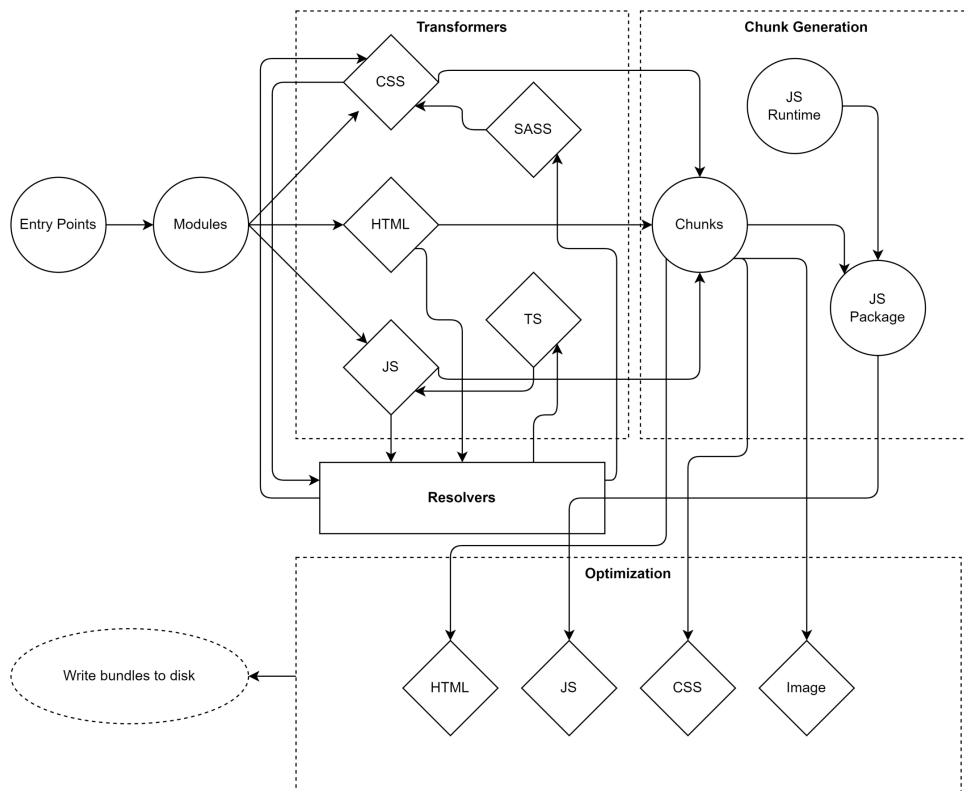 Transformers
Chunk Generation
CSS
JS
Runtime
SASS
Entry Points
Modules
HTML
Chunks
TS
JS
Package
JS
Resolvers
Optimization
Write bundles to disk
HTML
JS
CSS
Image